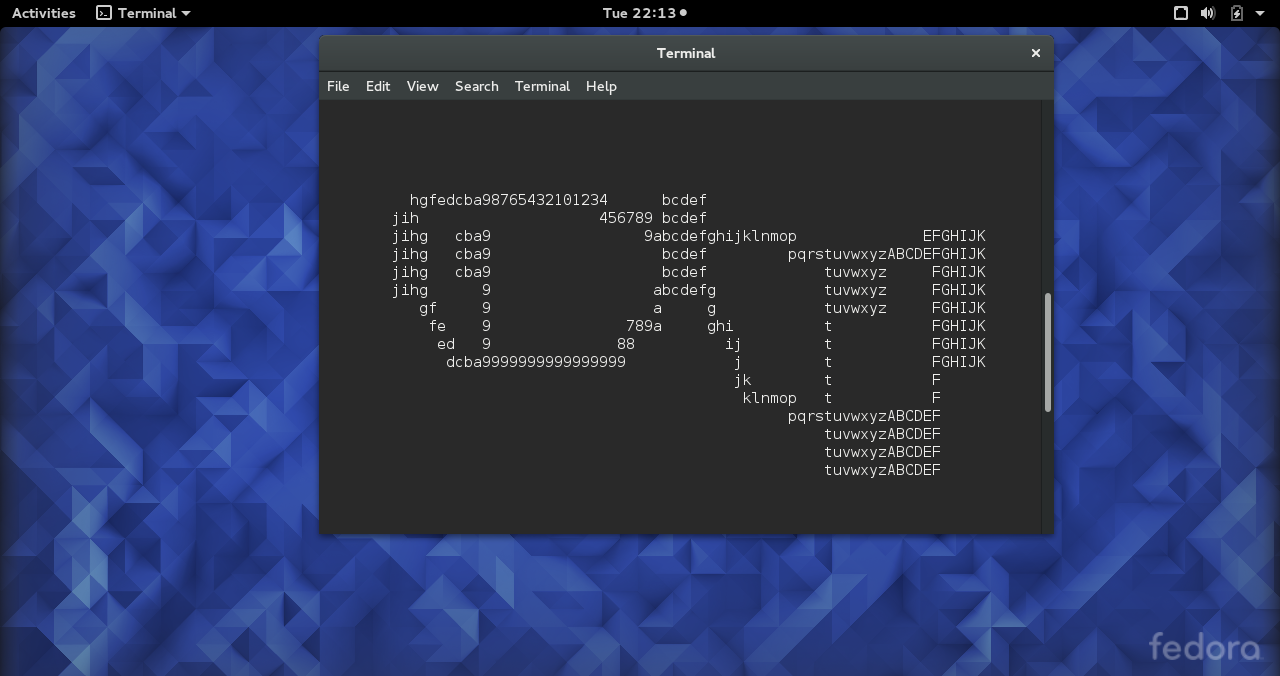 Activities Terminal Tue 22:13
Terminal
File Edit View Search Terminal Help
hgfedcba98765432101234 bcdef
jih 456789 bcdef
jihg cba9 9abcdefghijklnmop EFGHIJK
jihg cba9 bcdef pqrstuvwxyzABCDEFGHIJK
jihg cba9 bcdef tuvwxyz FGHIJK
jihg 9 abcdefg tuvwxyz FGHIJK
gf 9 a g tuvwxyz FGHIJK
fe 9 789a ghi t FGHIJK
ed 9 88 ij t FGHIJK
dcba9999999999999999 j t FGHIJK
jk t F
klnmop t F
pqrstuvwxyzABCDEF
tuvwxyzABCDEF
tuvwxyzABCDEF
tuvwxyzABCDEF
fedora